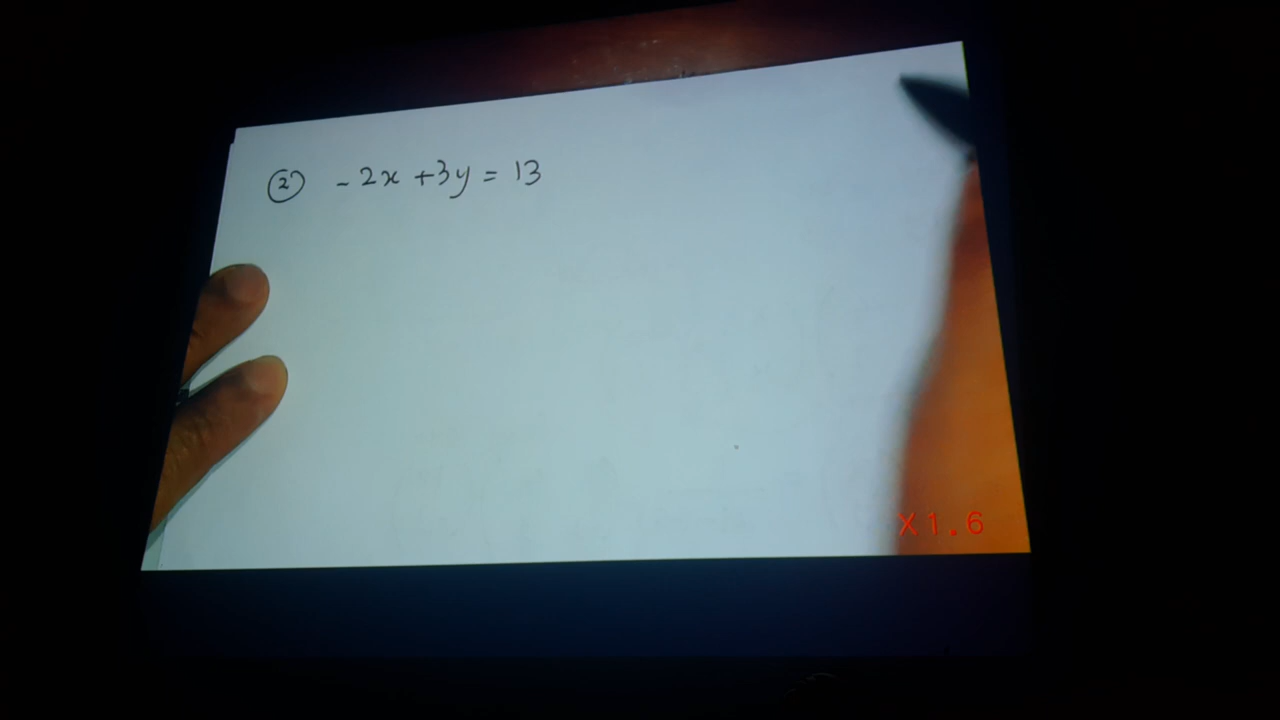 ② -2x +3y = 13
X1.6